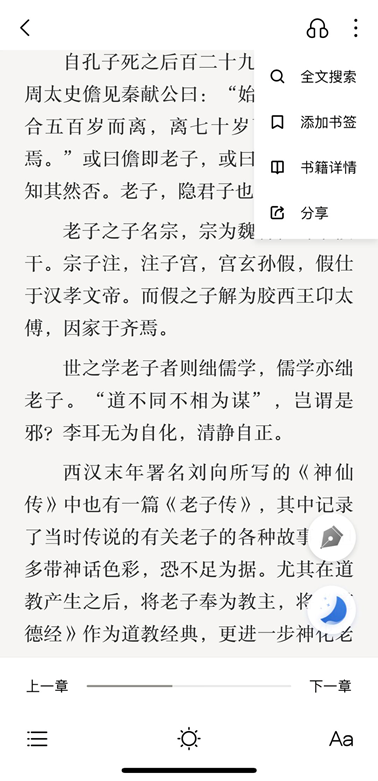 自孔子死之后百二十九
周太史儋见秦献公曰：“始
合五百岁而离，离七十岁
焉。”或曰儋即老子，或曰
知其然否。老子，隐君子也
全文搜索
添加书签
书籍详情
分享
老子之子名宗，宗为魏
干。宗子注，注子宫，宫玄孙假，假仕
于汉孝文帝。而假之子解为胶西王卬太
傅，因家于齐焉。
世之学老子者则绌儒学，儒学亦绌
老子。“道不同不相为谋”，岂谓是
邪？李耳无为自化，清静自正。
西汉末年署名刘向所写的《神仙
传》中也有一篇《老子传》，其中记录
了当时传说的有关老子的各种故事
多带神话色彩，恐不足为据。尤其在道
教产生之后，将老子奉为教主，将
德经》作为道教经典，更进一步神化老
上一章
下一章
Aa